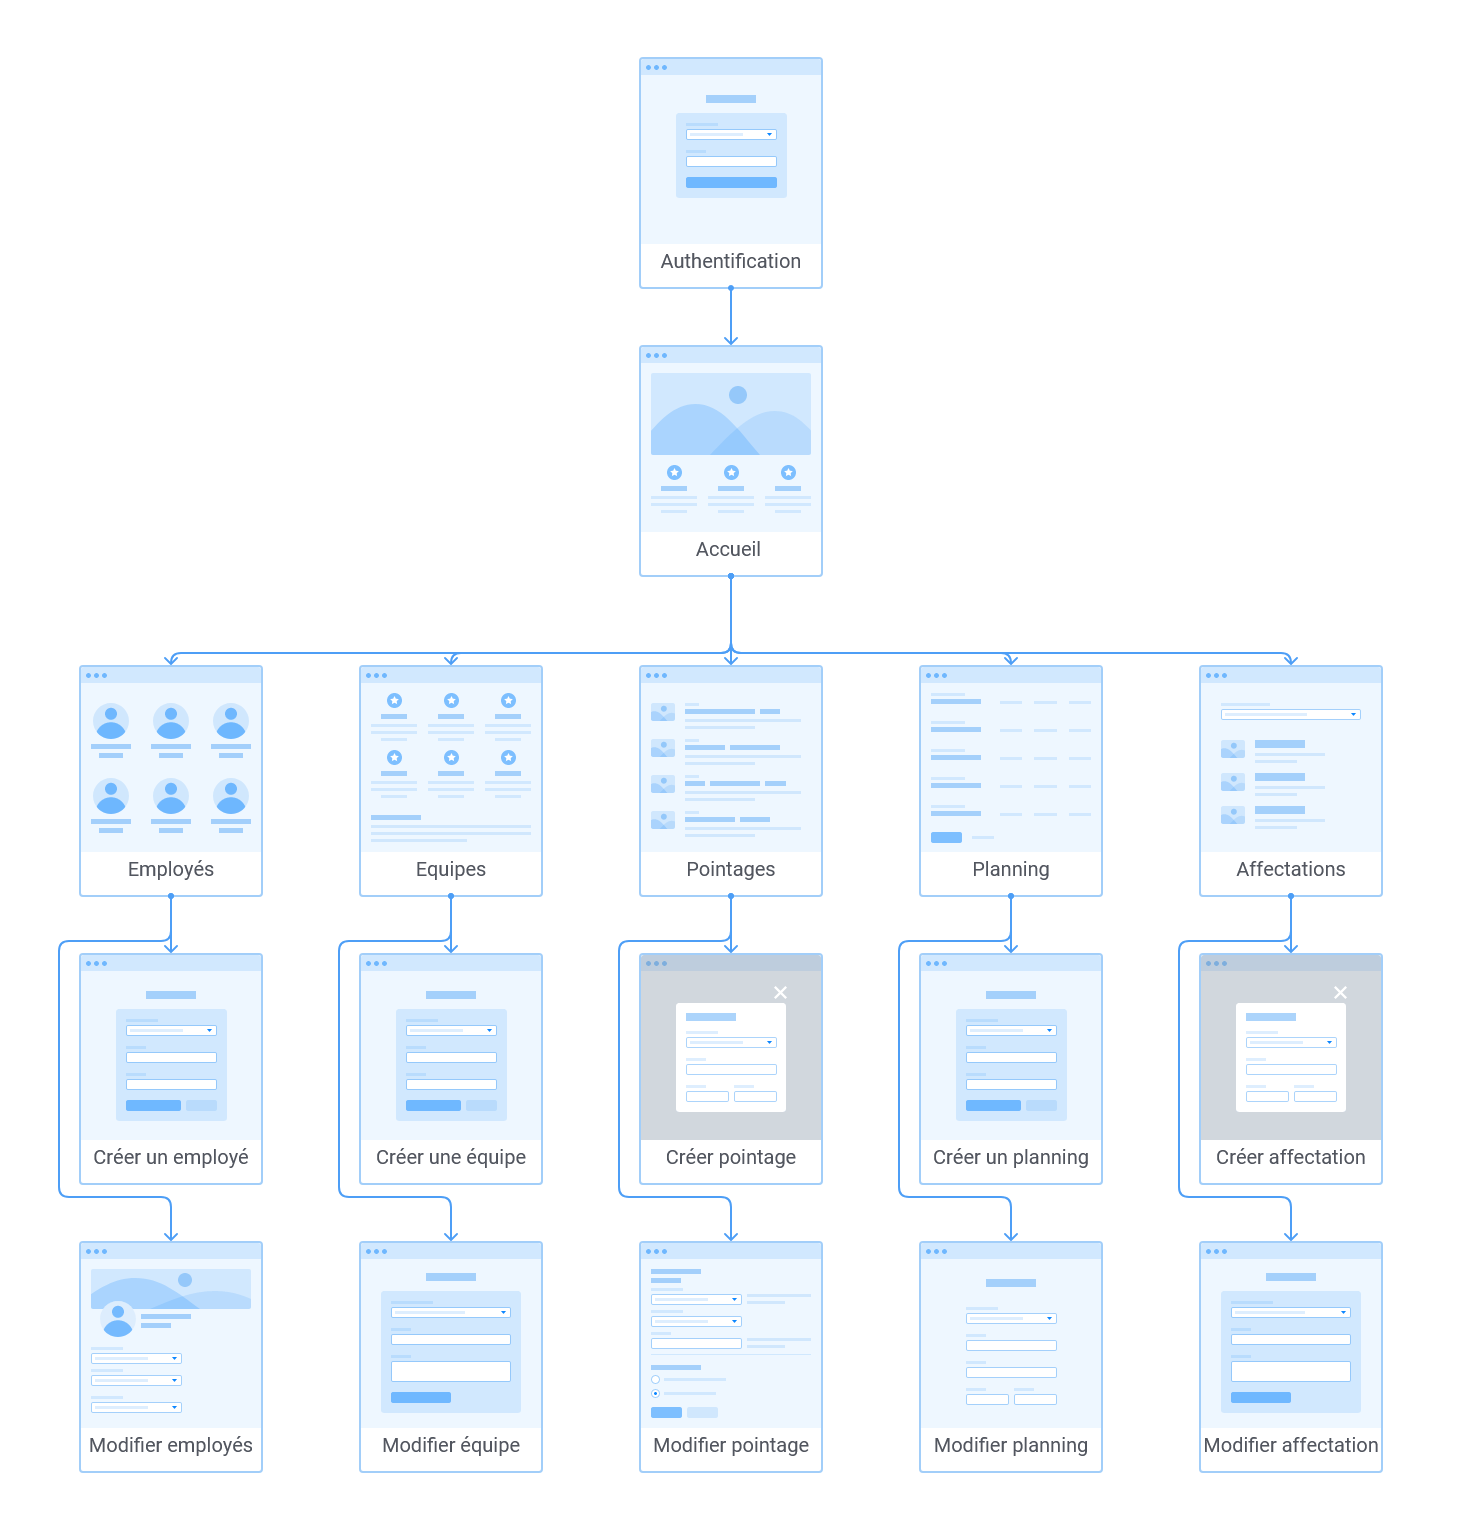 Authentification
Accueil
Employés
Equipes
Pointages
Planning
Affectations
Créer un employé
Créer une équipe
Créer pointage
Créer un planning
Créer affectation
Modifier employés
Modifier équipe
Modifier pointage
Modifier planning
Modifier affectation